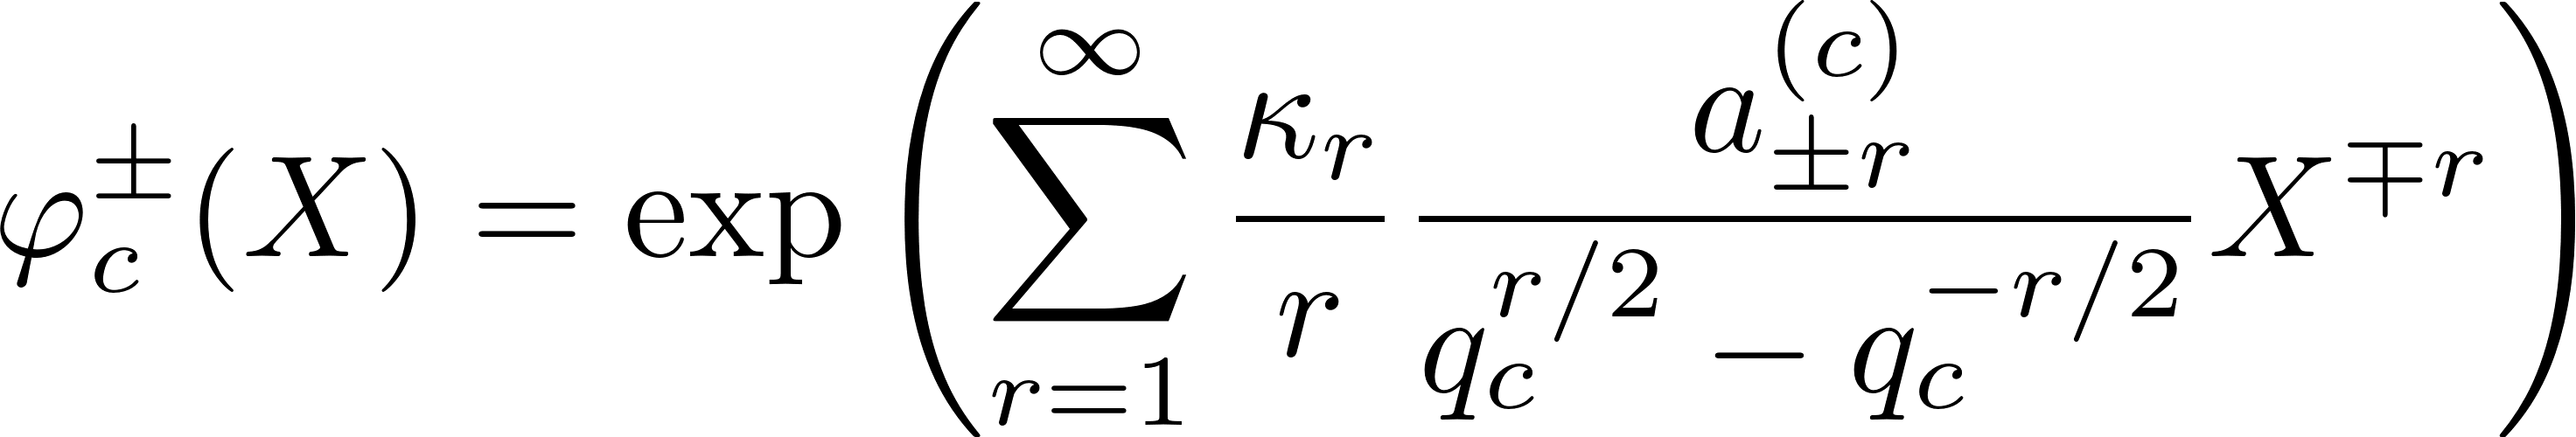 \varphi_c^{\pm}(X) = \exp\left(\sum_{r=1}^{\infty} \frac{\kappa_r}{r} \frac{a_{\pm r}^{(c)}}{q_c^{r/2} - q_c^{-r/2}} X^{\mp r}\right)